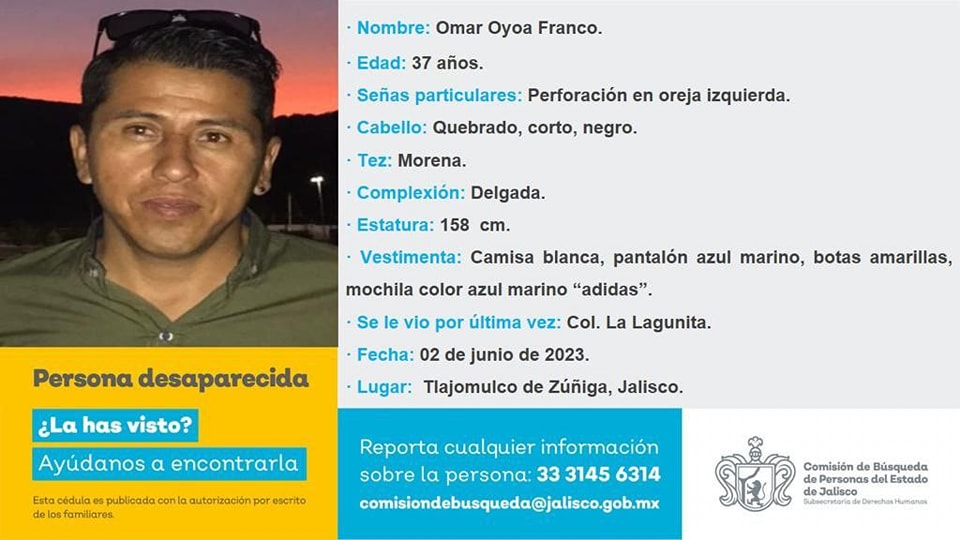 · Nombre: Omar Oyoa Franco.
· Edad: 37 años.
· Señas particulares: Perforación en oreja izquierda.
· Cabello: Quebrado, corto, negro.
· Tez: Morena.
· Complexión: Delgada.
· Estatura: 158 cm.
· Vestimenta: Camisa blanca, pantalón azul marino, botas amarillas,
mochila color azul marino “adidas”.
· Se le vio por última vez: Col. La Lagunita.
· Fecha: 02 de junio de 2023.
· Lugar: Tlajomulco de Zúñiga, Jalisco.
Persona desaparecida
¿La has visto?
Ayúdanos a encontrarla
Esta cédula es publicada con la autorización por escrito
de los familiares.
Reporta cualquier información
sobre la persona: 33 3145 6314
comisiondebusqueda@jalisco.gob.mx
Comisión de Búsqueda
de Personas del Estado
de Jalisco
Subsecretaría de Derechos Humanos